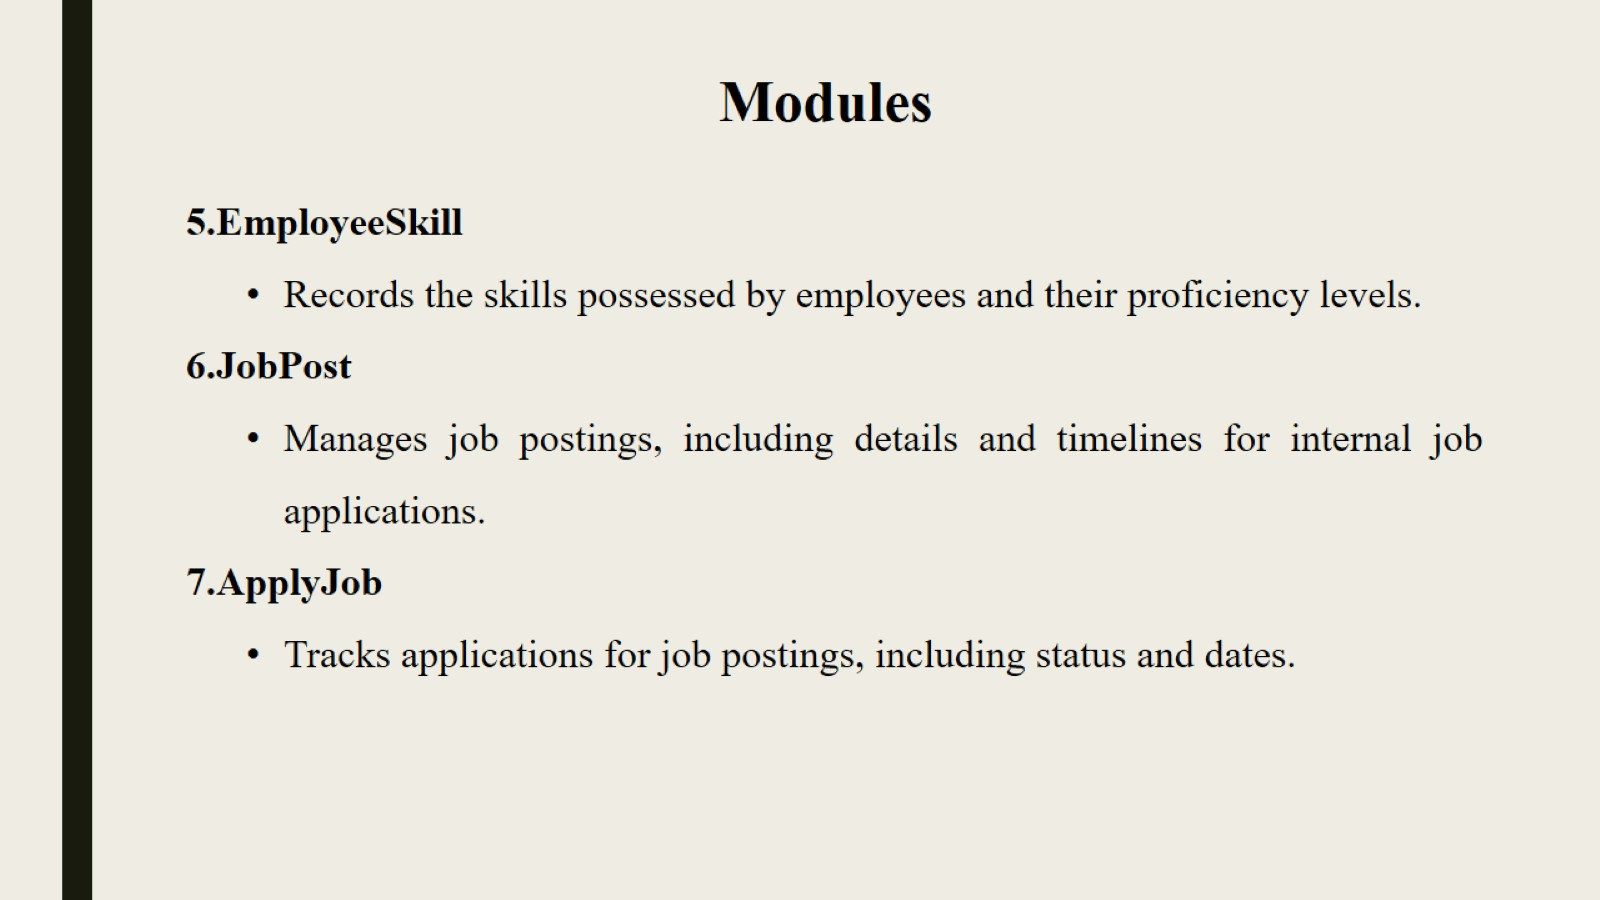 Modules
5.EmployeeSkill
• Records the skills possessed by employees and their proficiency levels.
6.JobPost
• Manages job postings, including details and timelines for internal job
applications.
7.ApplyJob
• Tracks applications for job postings, including status and dates.